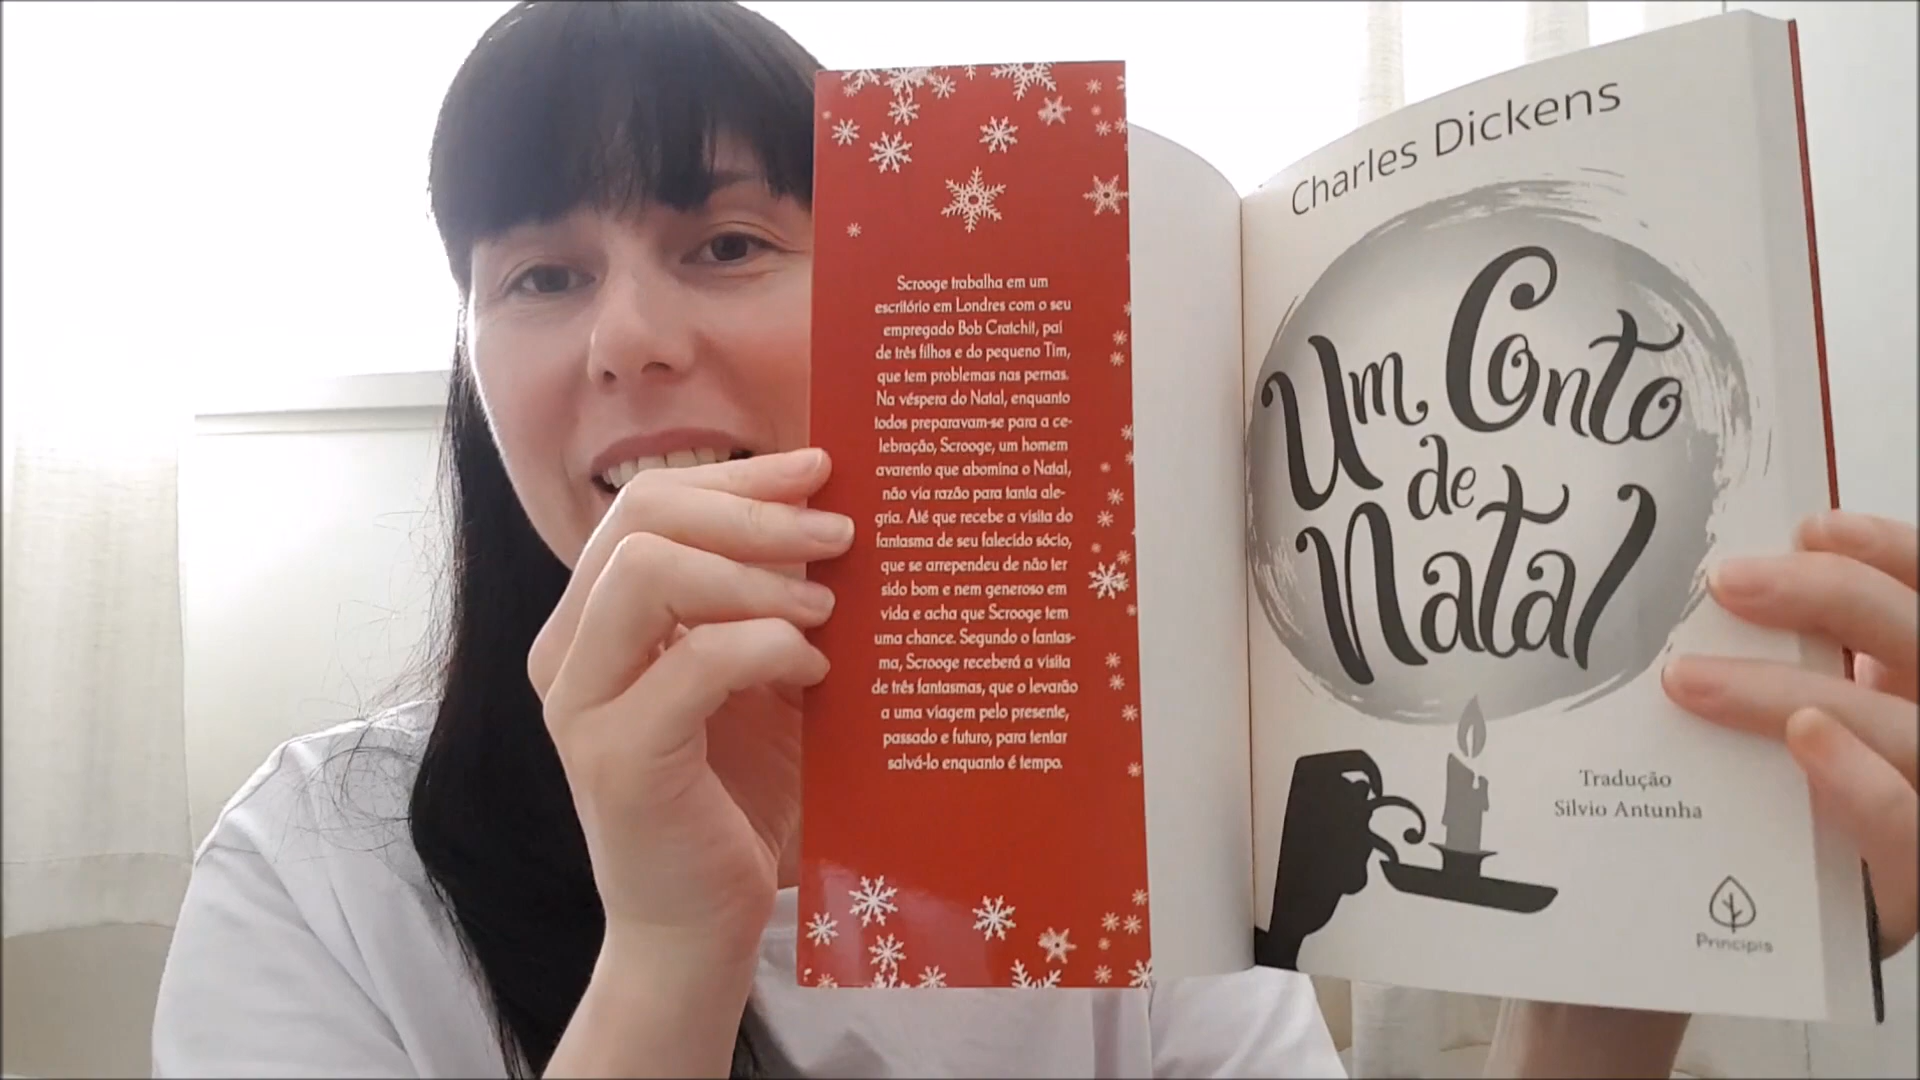 Scrooge trabalha em um
escritório em Londres com o seu
empregado Bob Cratchit, pai
de três filhos e do pequeno Tim,
que tem problemas nas pernas.
Na véspera do Natal, enquanto
todos preparavam-se para a ce-
lebração, Scrooge, um homem
avarento que abomina o Natal,
não via razão para tanta ale-
gria. Até que recebe a visita do
fantasma de seu falecido sócio,
que se arrependeu de não ter
sido bom e nem generoso em
vida e acha que Scrooge tem
uma chance. Segundo o fantas-
ma, Scrooge receberá a visita
de três fantasmas, que o levarão
a uma viagem pelo presente,
passado e futuro, para tentar
salvá-lo enquanto é tempo.
Charles Dickens
Um Conto
de
Natal
Tradução
Silvio Antunha
Principis